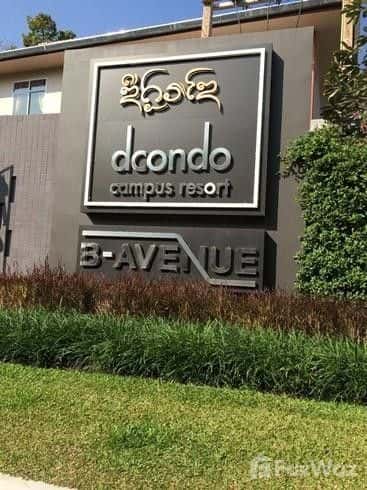 dcondo
campus resort
B-AVENUE
FazWaz